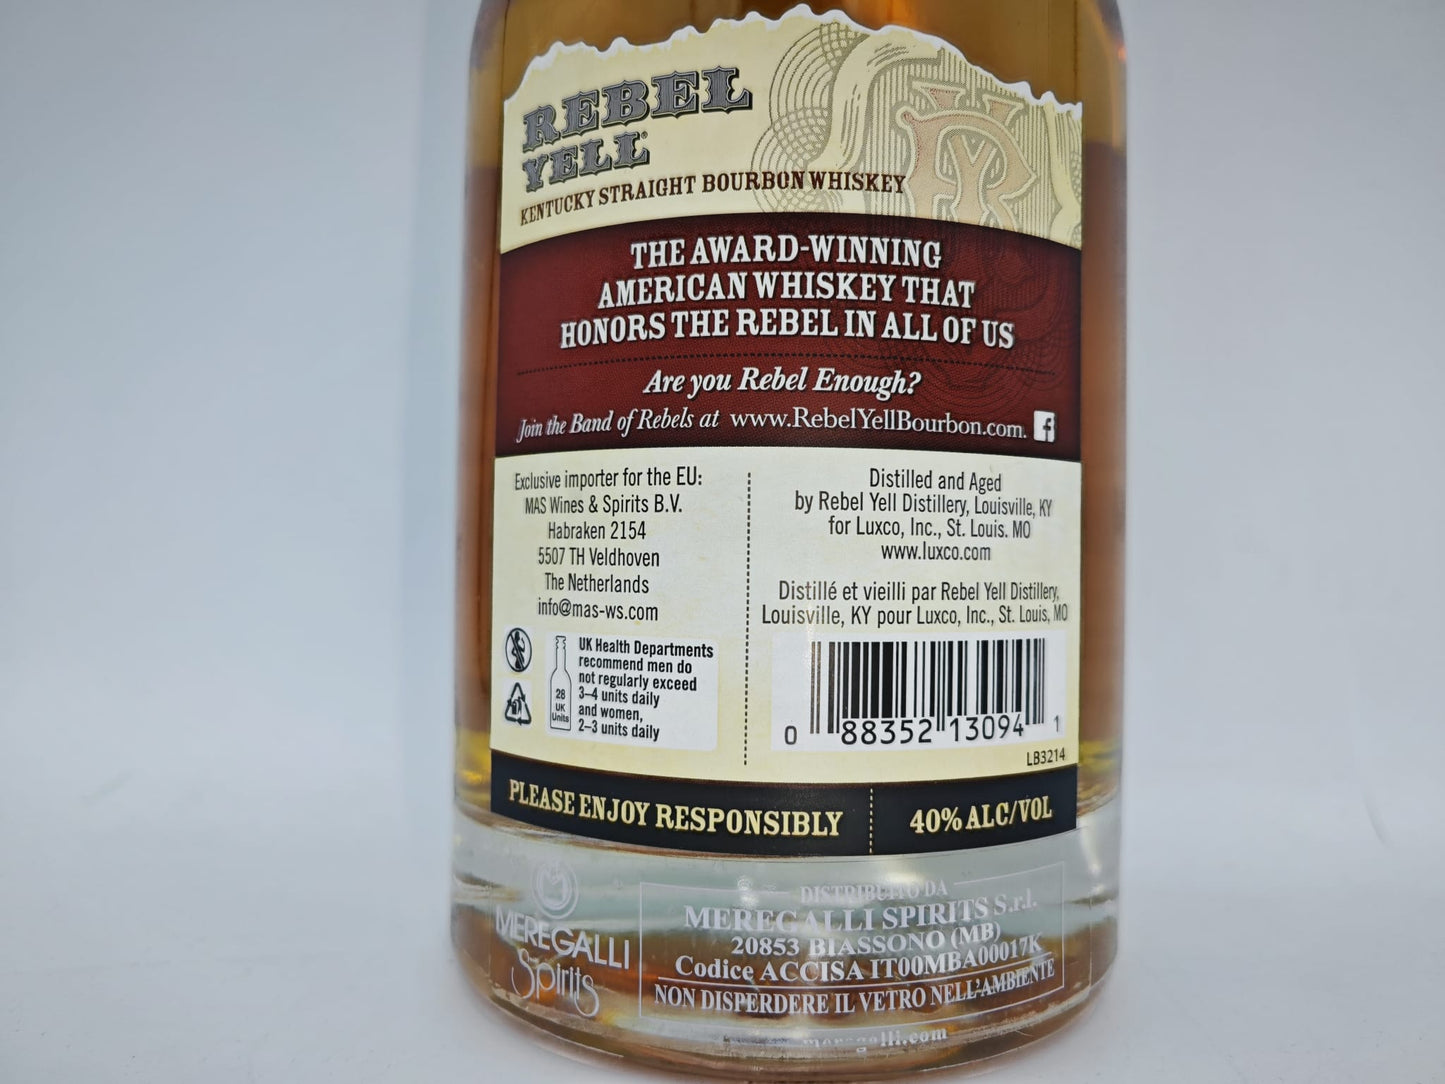 REBEL
YELL®
KENTUCKY STRAIGHT BOURBON WHISKEY
THE AWARD-WINNING
AMERICAN WHISKEY THAT
HONORS THE REBEL IN ALL OF US
Are you Rebel Enough?
Join the Band of Rebels at www.RebelYellBourbon.com. f
Exclusive importer for the EU:
MAS Wines & Spirits B.V.
Habraken 2154
5507 TH Veldhoven
The Netherlands
info@mas-ws.com
28
UK
Units
UK Health Departments
recommend men do
not regularly exceed
3–4 units daily
and women,
2–3 units daily
Distilled and Aged
by Rebel Yell Distillery, Louisville, KY
for Luxco, Inc., St. Louis. MO
www.luxco.com
Distillé et vieilli par Rebel Yell Distillery,
Louisville, KY pour Luxco, Inc., St. Louis, MO
0 88352 13094 1
LB3214
PLEASE ENJOY RESPONSIBLY
40% ALC/VOL
MEREGALLI
Spirits
DISTRIBUITO DA
MEREGALLI SPIRITS S.r.l.
20853 BIASSONO (MB)
Codice ACCISA IT00MBA00017K
NON DISPERDERE IL VETRO NELL'AMBIENTE
meregalli.com